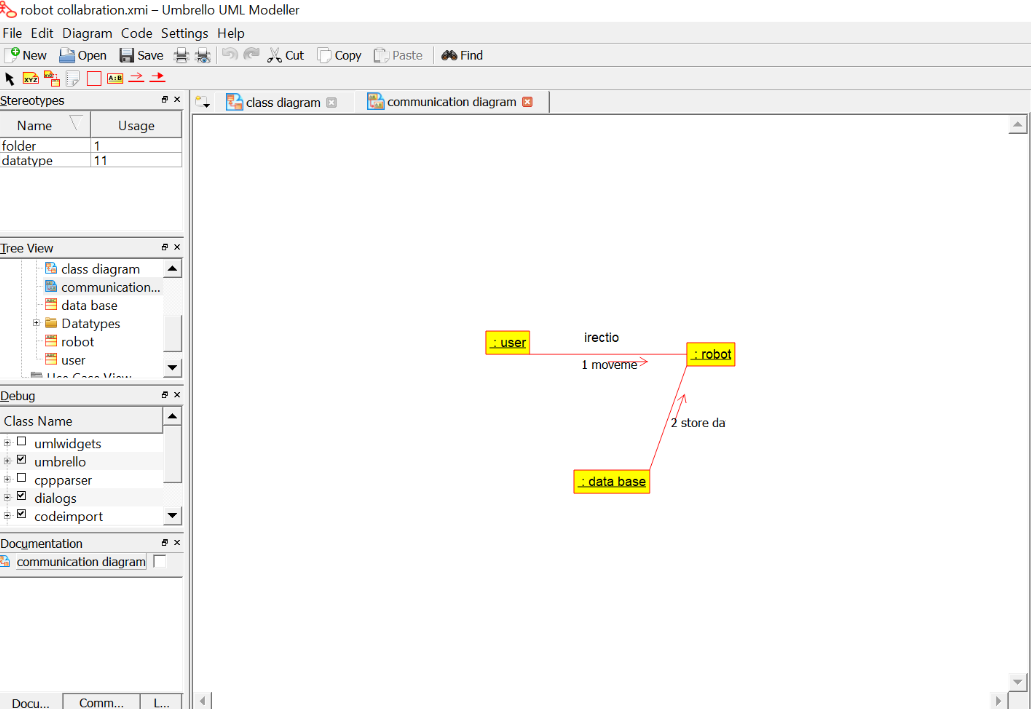 robot collabration.xmi – Umbrello UML Modeller
File Edit Diagram Code Settings Help
New Open Save Cut Copy Paste Find
XYZ A:B
Stereotypes
class diagram communication diagram
Name Usage
folder 1
datatype 11
Tree View
class diagram
communication...
data base
Datatypes
robot
user
Use Case View
Debug
Class Name
umlwidgets
umbrello
cppparser
dialogs
codeimport
Documentation
communication diagram
Docu... Comm... L...
: user
irectio
: robot
1 moveme
2 store da
: data base